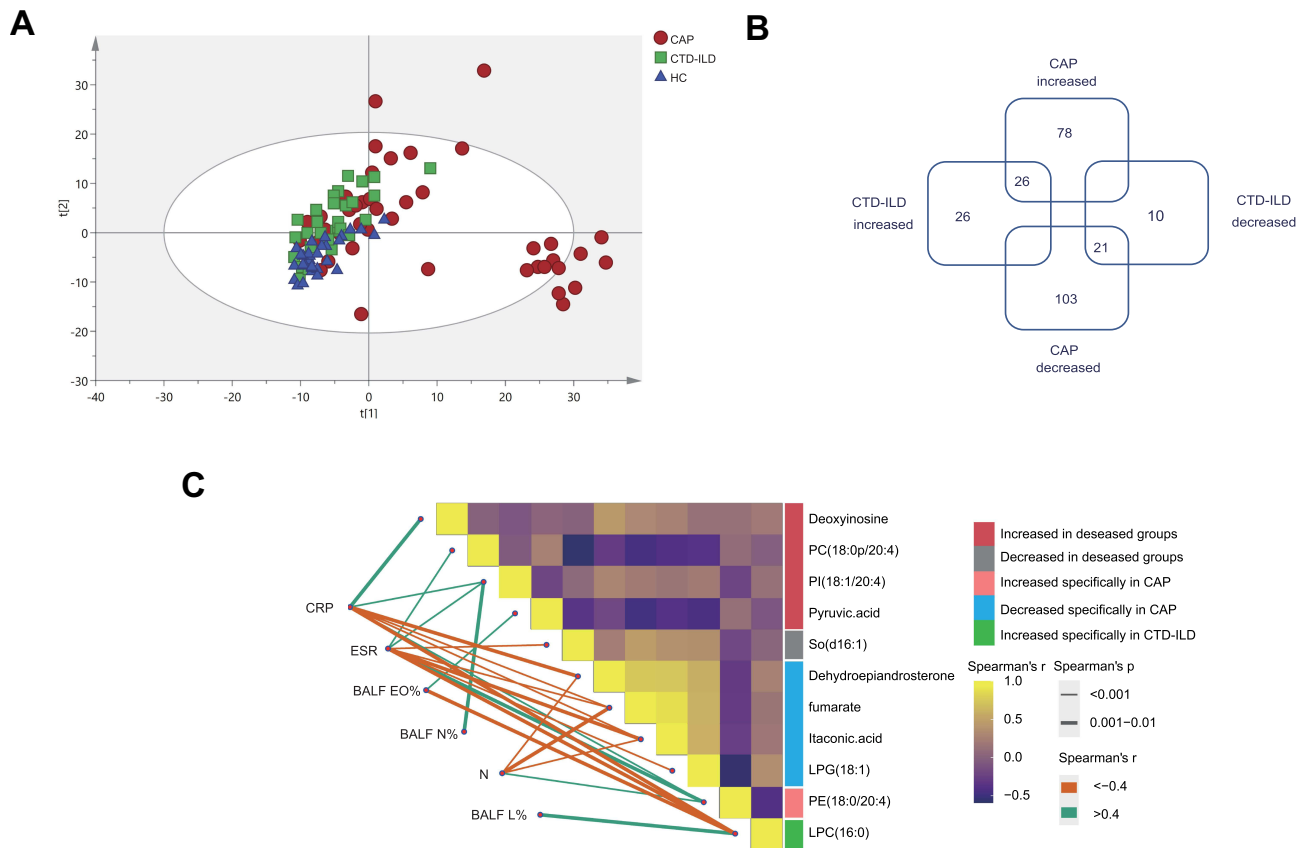 A
CAP
CTD-ILD
HC
t[2]
30
20
10
0
-10
-20
-30
-40
-30
-20
-10
0
10
20
30
t[1]
B
CAP
increased
78
26
CTD-ILD
increased
26
10
CTD-ILD
decreased
21
103
CAP
decreased
C
CRP
ESR
BALF EO%
BALF N%
N
BALF L%
Deoxyinosine
PC(18:0p/20:4)
PI(18:1/20:4)
Pyruvic.acid
So(d16:1)
Dehydroepiandrosterone
fumarate
Itaconic.acid
LPG(18:1)
PE(18:0/20:4)
LPC(16:0)
Increased in deseased groups
Decreased in deseased groups
Increased specifically in CAP
Decreased specifically in CAP
Increased specifically in CTD-ILD
Spearman's r
1.0
0.5
0.0
−0.5
Spearman's p
<0.001
0.001−0.01
Spearman's r
<−0.4
>0.4